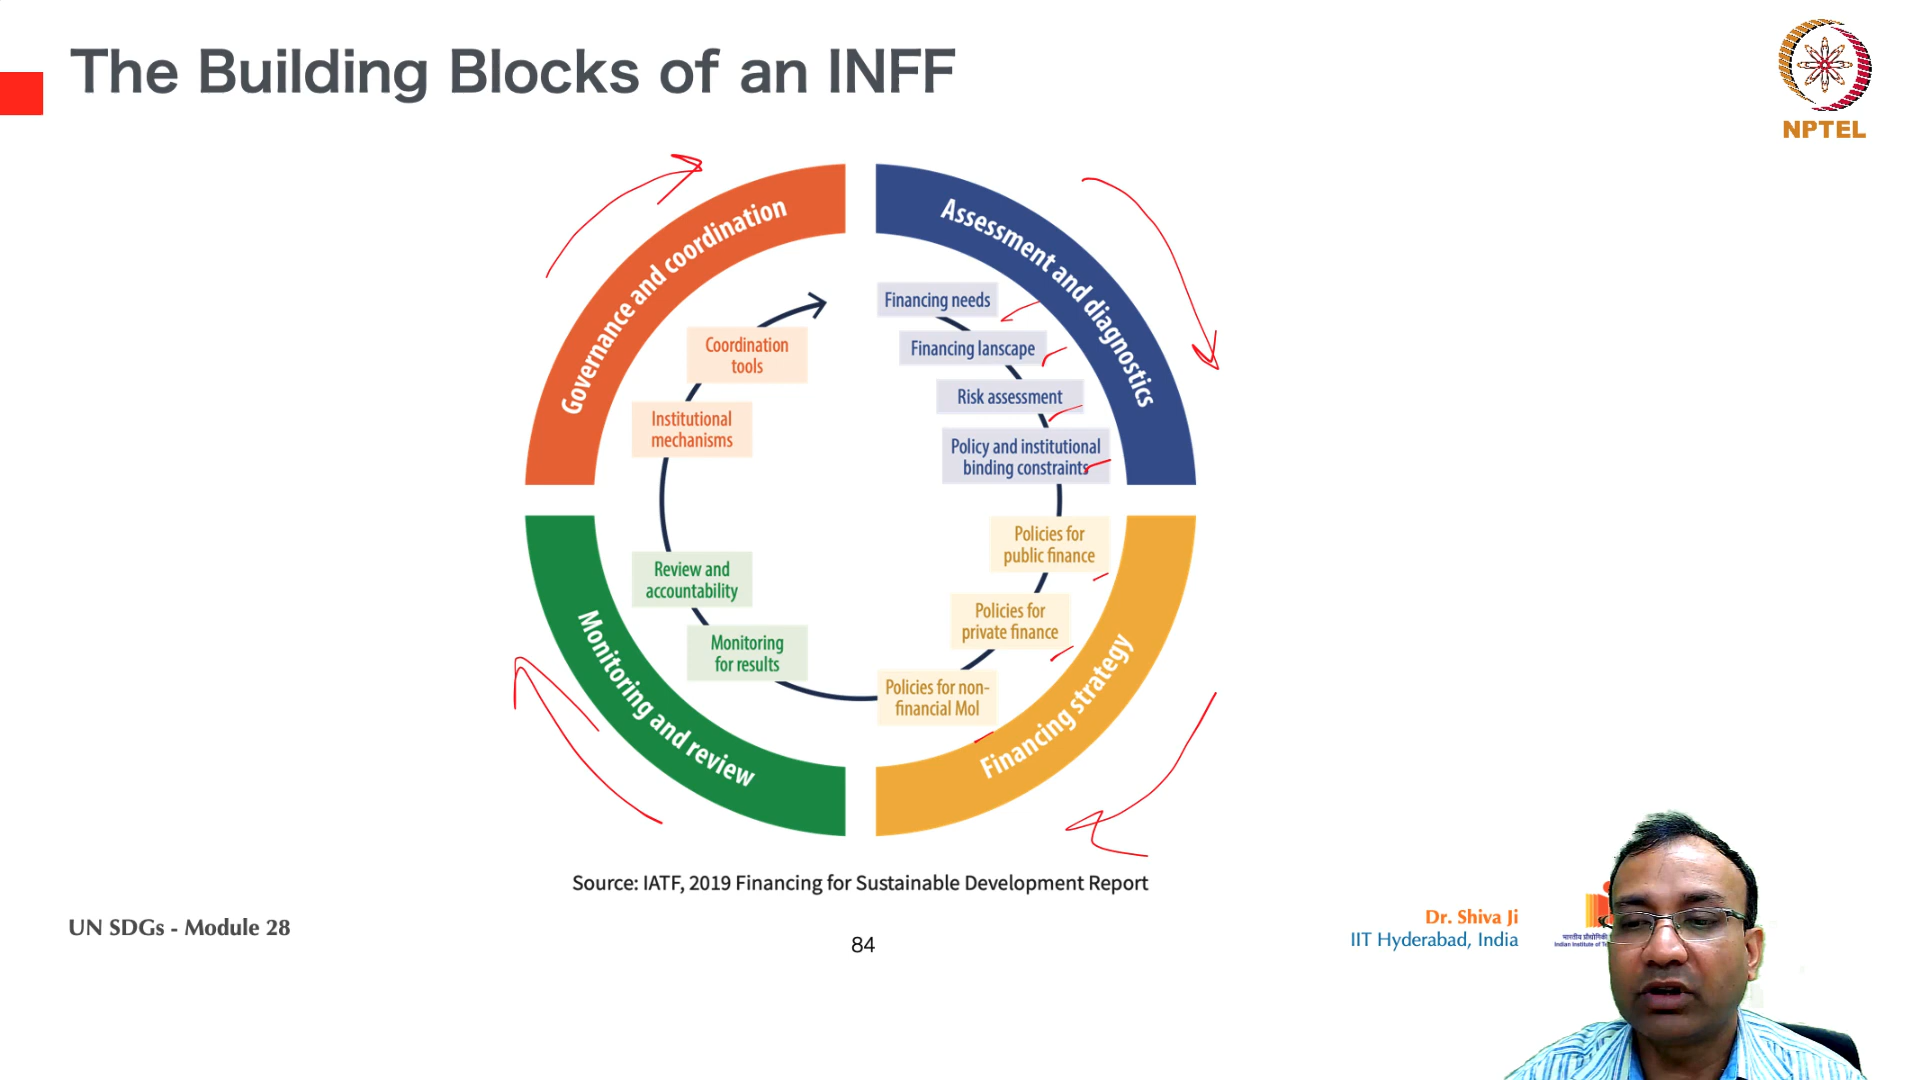 The Building Blocks of an INFF
NPTEL
Governance and coordination
Assessment and diagnostics
Financing needs
Financing lanscape
Risk assessment
Policy and institutional
binding constraints
Coordination
tools
Institutional
mechanisms
Policies for
public finance
Policies for
private finance
Policies for non-
financial MoI
Financing strategy
Review and
accountability
Monitoring
for results
Monitoring and review
Source: IATF, 2019 Financing for Sustainable Development Report
UN SDGs - Module 28
84
Dr. Shiva Ji
IIT Hyderabad, India